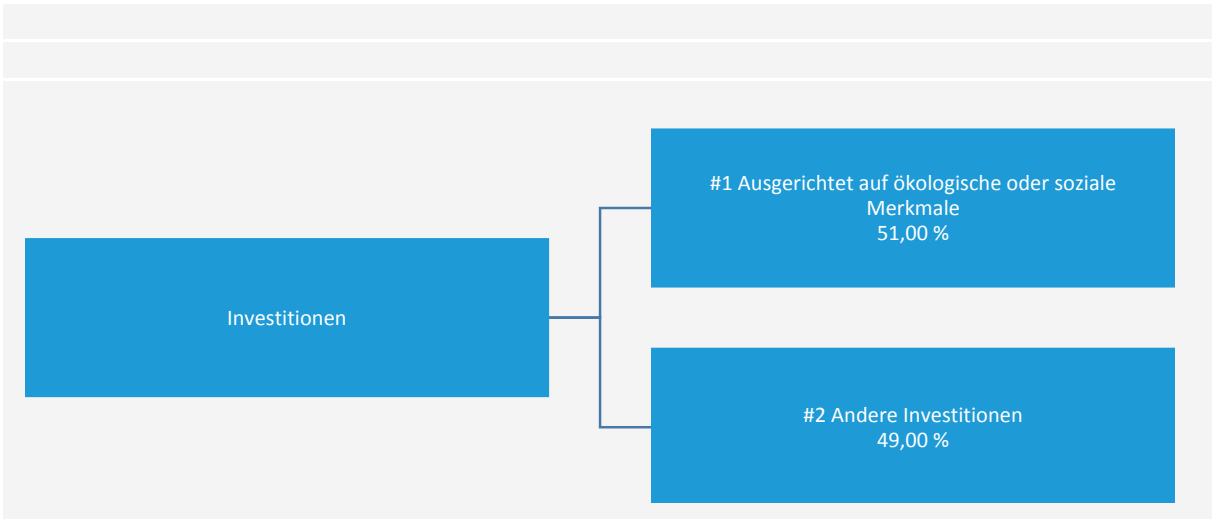 #1 Ausgerichtet auf ökologische oder soziale
Merkmale
51,00 %
Investitionen
#2 Andere Investitionen
49,00 %